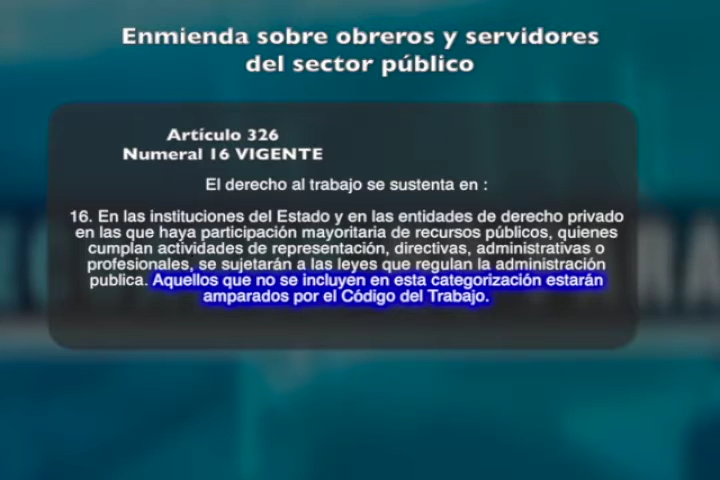 Enmienda sobre obreros y servidores
del sector público
Artículo 326
Numeral 16 VIGENTE
El derecho al trabajo se sustenta en :
16. En las instituciones del Estado y en las entidades de derecho privado
en las que haya participación mayoritaria de recursos públicos, quienes
cumplan actividades de representación, directivas, administrativas o
profesionales, se sujetarán a las leyes que regulan la administración
publica. Aquellos que no se incluyen en esta categorización estarán
amparados por el Código del Trabajo.